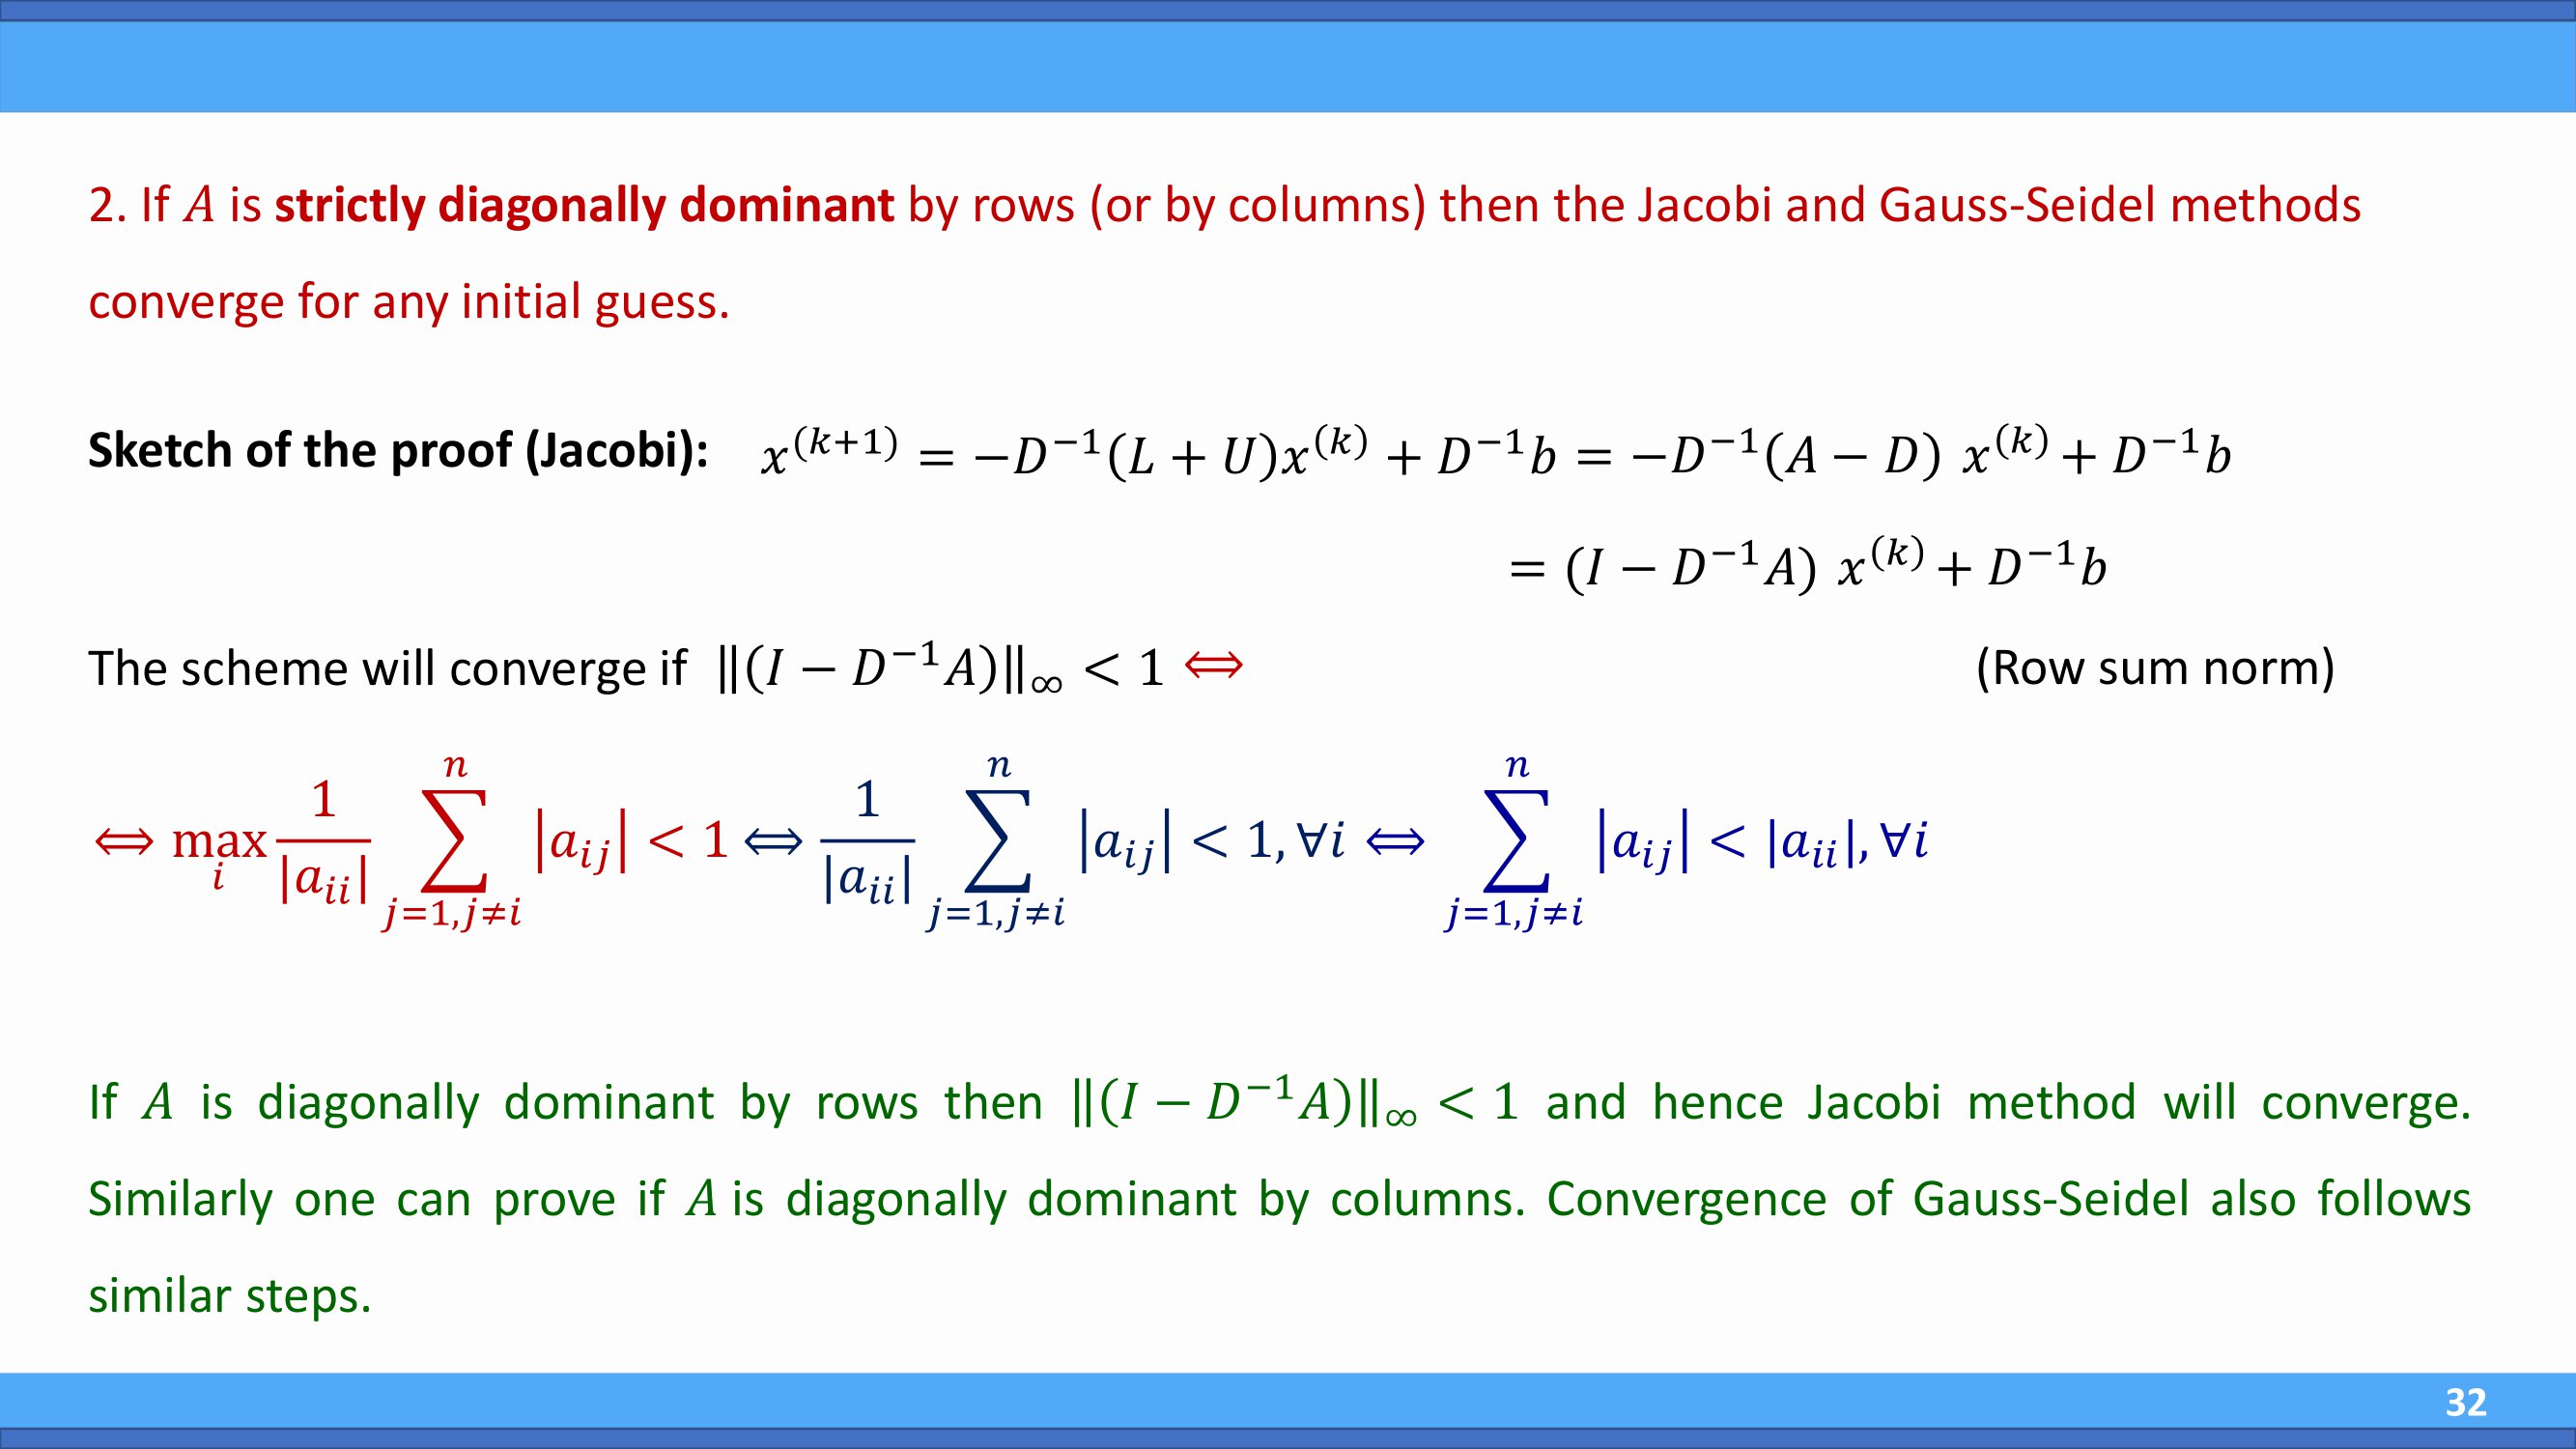 2. If A is strictly diagonally dominant by rows (or by columns) then the Jacobi and Gauss-Seidel methods
converge for any initial guess.
Sketch of the proof (Jacobi): $x^{(k+1)} = -D^{-1}(L + U)x^{(k)} + D^{-1}b = -D^{-1}(A - D)\ x^{(k)} + D^{-1}b$
$= (I - D^{-1}A)\ x^{(k)} + D^{-1}b$
The scheme will converge if $\|(I - D^{-1}A)\|_\infty < 1 \Leftrightarrow$ (Row sum norm)
$\Leftrightarrow \max_i \frac{1}{|a_{ii}|} \sum_{j=1, j \neq i}^{n} |a_{ij}| < 1 \Leftrightarrow \frac{1}{|a_{ii}|} \sum_{j=1, j \neq i}^{n} |a_{ij}| < 1, \forall i \Leftrightarrow \sum_{j=1, j \neq i}^{n} |a_{ij}| < |a_{ii}|, \forall i$
If A is diagonally dominant by rows then $\|(I - D^{-1}A)\|_\infty < 1$ and hence Jacobi method will converge.
Similarly one can prove if A is diagonally dominant by columns. Convergence of Gauss-Seidel also follows
similar steps.
32